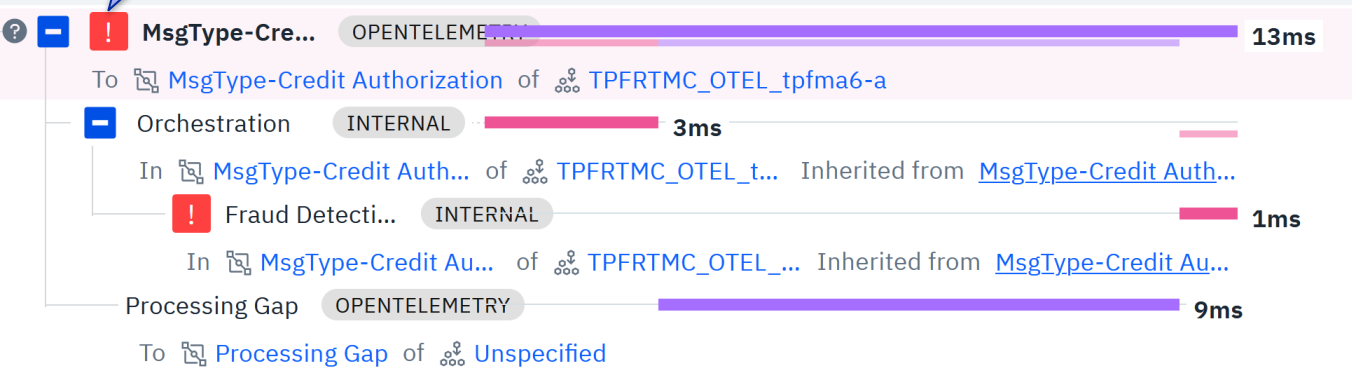 ? − ! MsgType-Cre... OPENTELEMETRY 13ms
To MsgType-Credit Authorization of TPFRTMC_OTEL_tpfma6-a
− Orchestration INTERNAL 3ms
In MsgType-Credit Auth... of TPFRTMC_OTEL_t... Inherited from MsgType-Credit Auth...
! Fraud Detecti... INTERNAL 1ms
In MsgType-Credit Au... of TPFRTMC_OTEL_... Inherited from MsgType-Credit Au...
Processing Gap OPENTELEMETRY 9ms
To Processing Gap of Unspecified